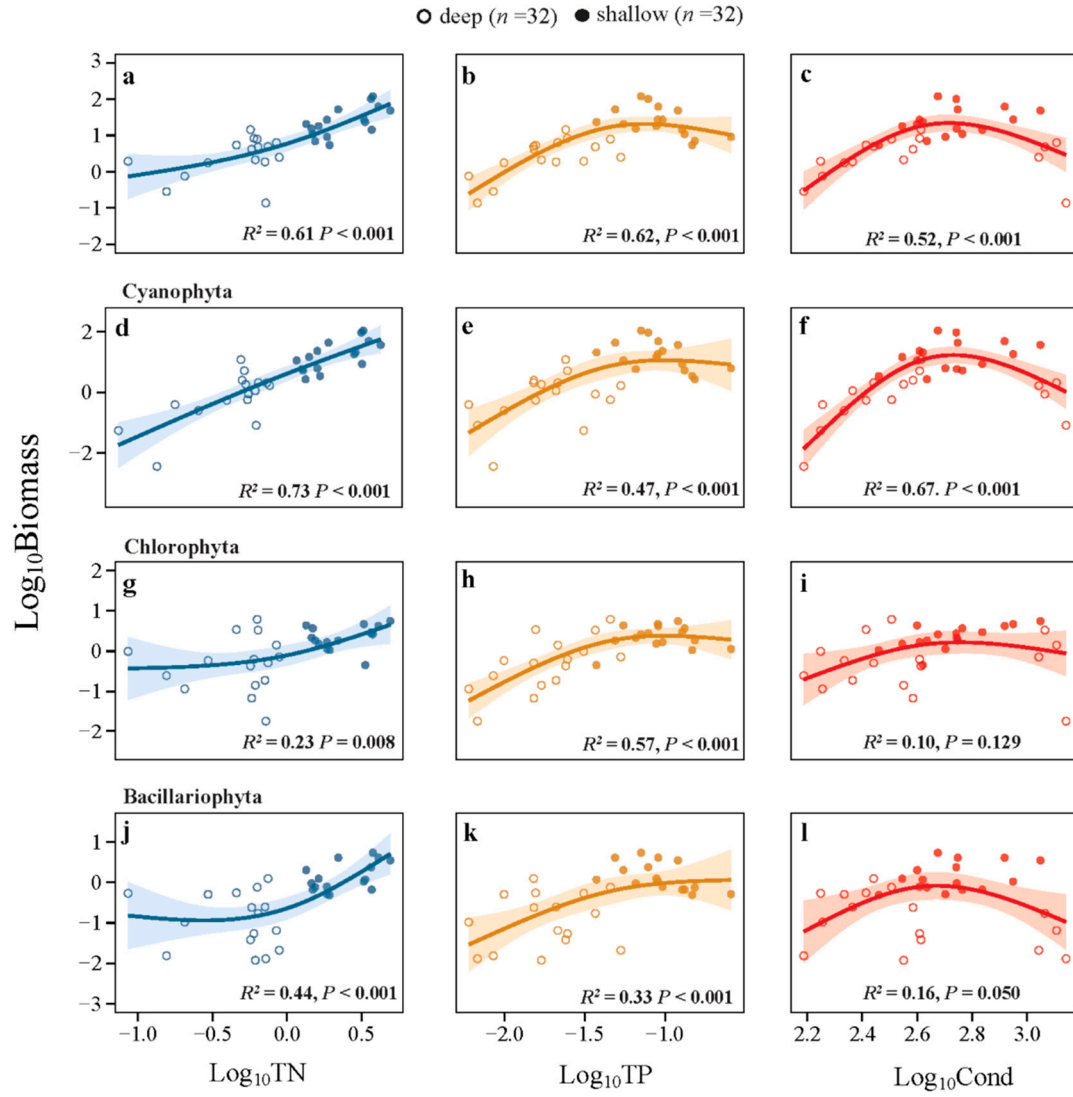 deep (n =32) shallow (n =32)
a b c
3
2
1
0
−1
−2
R² = 0.61 P < 0.001 R² = 0.62, P < 0.001 R² = 0.52, P < 0.001
Cyanophyta
d e f
2
0
−2
R² = 0.73 P < 0.001 R² = 0.47, P < 0.001 R² = 0.67. P < 0.001
Log₁₀Biomass
Chlorophyta
g h i
2
1
0
−1
−2
R² = 0.23 P = 0.008 R² = 0.57, P < 0.001 R² = 0.10, P = 0.129
Bacillariophyta
j k l
1
0
−1
−2
−3
R² = 0.44, P < 0.001 R² = 0.33 P < 0.001 R² = 0.16, P = 0.050
−1.0 −0.5 0.0 0.5 −2.0 −1.5 −1.0 2.2 2.4 2.6 2.8 3.0
Log₁₀TN Log₁₀TP Log₁₀Cond